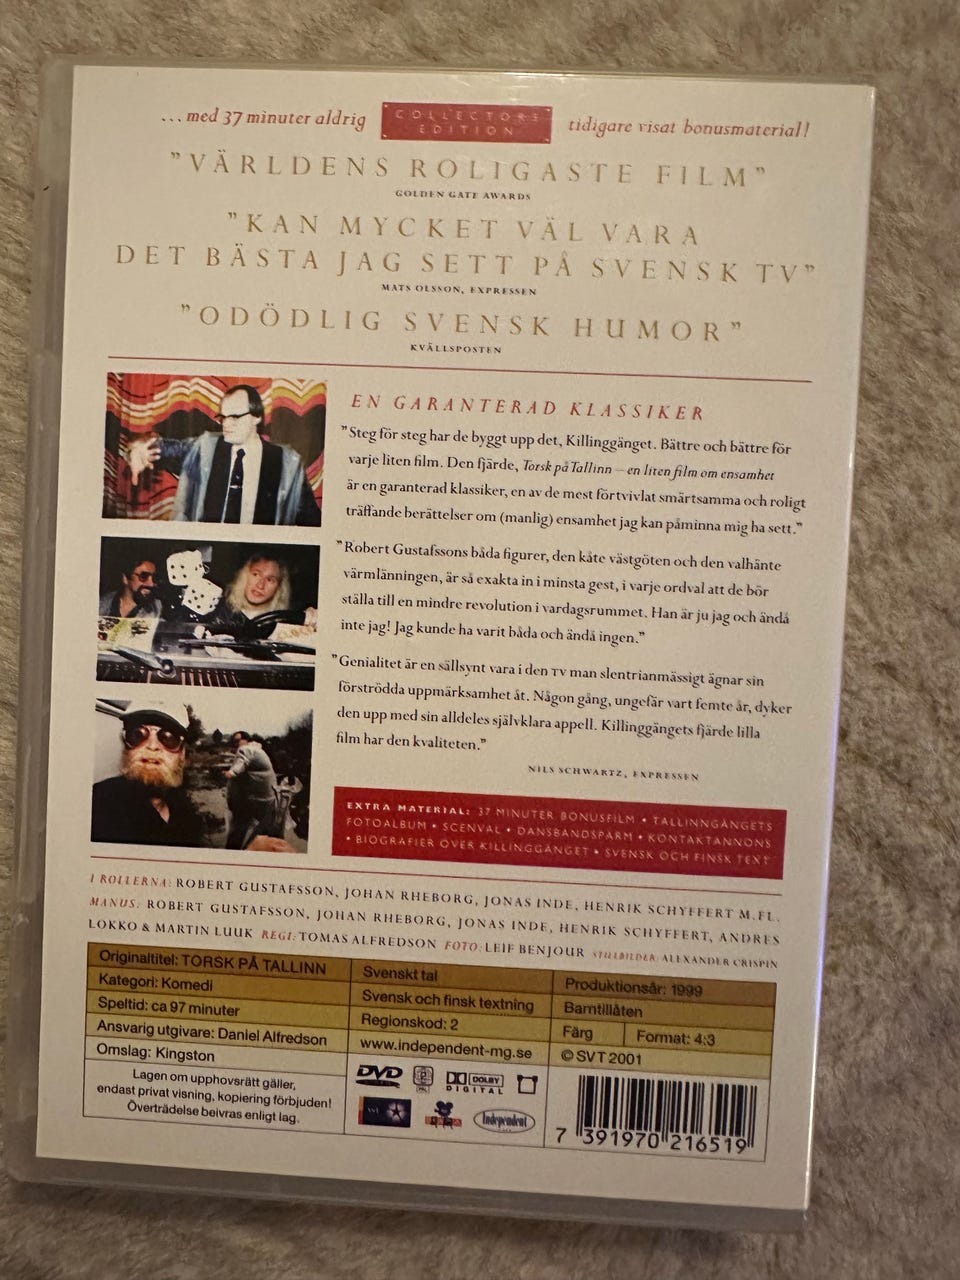 ...med 37 minuter aldrig COLLECTORS EDITION tidigare visat bonusmaterial!
"VÄRLDENS ROLIGASTE FILM"
GOLDEN GATE AWARDS
"KAN MYCKET VÄL VARA
DET BÄSTA JAG SETT PÅ SVENSK TV"
MATS OLSSON, EXPRESSEN
"ODÖDLIG SVENSK HUMOR"
KVÄLLSPOSTEN
EN GARANTERAD KLASSIKER
"Steg för steg har de byggt upp det, Killinggänget. Bättre och bättre för
varje liten film. Den fjärde, Torsk på Tallinn – en liten film om ensamhet
är en garanterad klassiker, en av de mest förtvivlat smärtsamma och roligt
träffande berättelser om (manlig) ensamhet jag kan påminna mig ha sett."
"Robert Gustafssons båda figurer, den kåte västgöten och den valhänte
värmlänningen, är så exakta in i minsta gest, i varje ordval att de bör
ställa till en mindre revolution i vardagsrummet. Han är ju jag och ändå
inte jag! Jag kunde ha varit båda och ändå ingen."
"Genialitet är en sällsynt vara i den TV man slentrianmässigt ägnar sin
förströdda uppmärksamhet åt. Någon gång, ungefär vart femte år, dyker
den upp med sin alldeles självklara appell. Killinggängets fjärde lilla
film har den kvaliteten."
NILS SCHWARTZ, EXPRESSEN
EXTRA MATERIAL: 37 MINUTER BONUSFILM • TALLINNGÄNGETS
FOTOALBUM • SCENVAL • DANSBANDSPARM • KONTAKTANNONS
• BIOGRAFIER ÖVER KILLINGGÄNGET • SVENSK OCH FINSK TEXT
I ROLLERNA: ROBERT GUSTAFSSON, JOHAN RHEBORG, JONAS INDE, HENRIK SCHYFFERT M.FL.
MANUS: ROBERT GUSTAFSSON, JOHAN RHEBORG, JONAS INDE, HENRIK SCHYFFERT, ANDRES
LOKKO & MARTIN LUUK REGI: TOMAS ALFREDSON FOTO: LEIF BENJOUR STILLBILDER: ALEXANDER CRISPIN
Originaltitel: TORSK PÅ TALLINN
Kategori: Komedi
Speltid: ca 97 minuter
Ansvarig utgivare: Daniel Alfredson
Omslag: Kingston
Lagen om upphovsrätt gäller,
endast privat visning, kopiering förbjuden!
Överträdelse beivras enligt lag.
Svenskt tal
Svensk och finsk textning
Regionskod: 2
www.independent-mg.se
DVD
2
DOLBY
DIGITAL
svt
Independent
Produktionsår: 1999
Barntillåten
Färg Format: 4:3
© SVT 2001
7 391970 216519